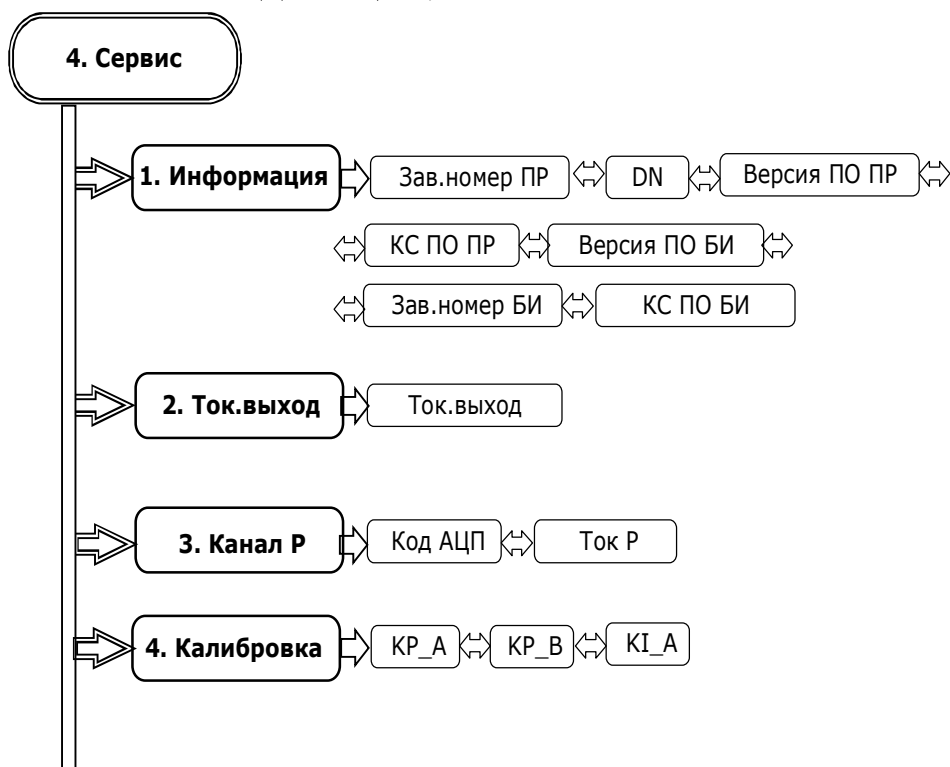 4. Сервис
1. Информация Зав.номер ПР DN Версия ПО ПР
КС ПО ПР Версия ПО БИ
Зав.номер БИ КС ПО БИ
2. Ток.выход Ток.выход
3. Канал P Код АЦП Ток P
4. Калибровка KP_A KP_B KI_A